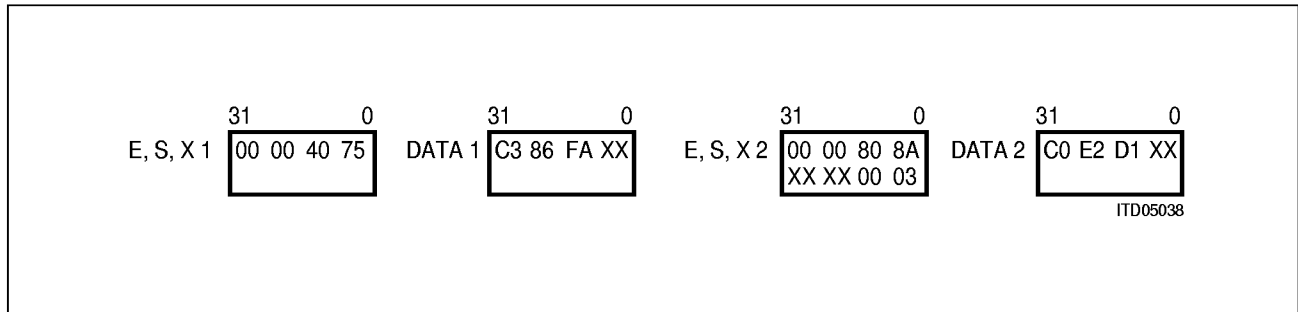 31 0 31 0 31 0 31 0
E, S, X 1 00 00 40 75 DATA 1 C3 86 FA XX E, S, X 2 00 00 80 8A DATA 2 C0 E2 D1 XX
XX XX 00 03
ITD05038